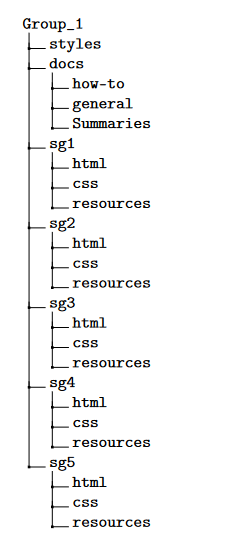 Group_1
styles
docs
how-to
general
Summaries
sg1
html
css
resources
sg2
html
css
resources
sg3
html
css
resources
sg4
html
css
resources
sg5
html
css
resources